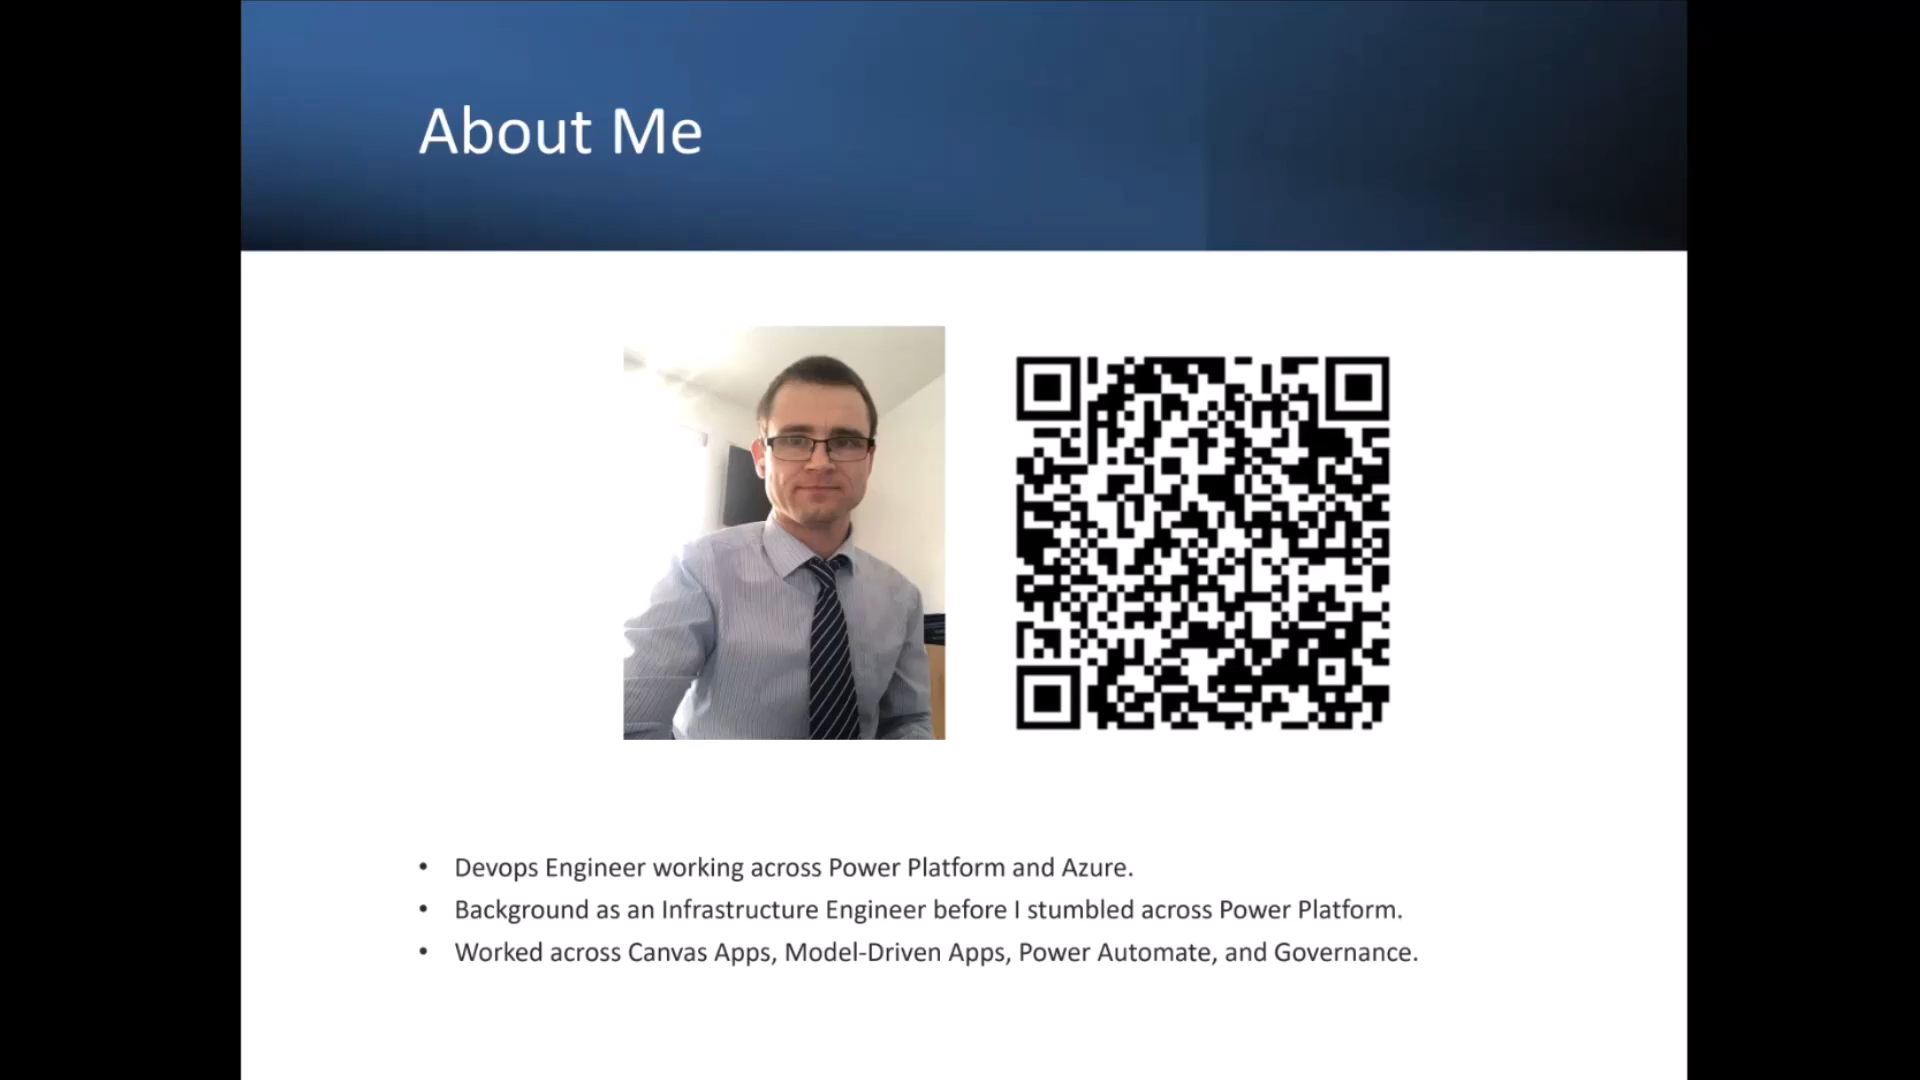 About Me
• Devops Engineer working across Power Platform and Azure.
• Background as an Infrastructure Engineer before I stumbled across Power Platform.
• Worked across Canvas Apps, Model-Driven Apps, Power Automate, and Governance.